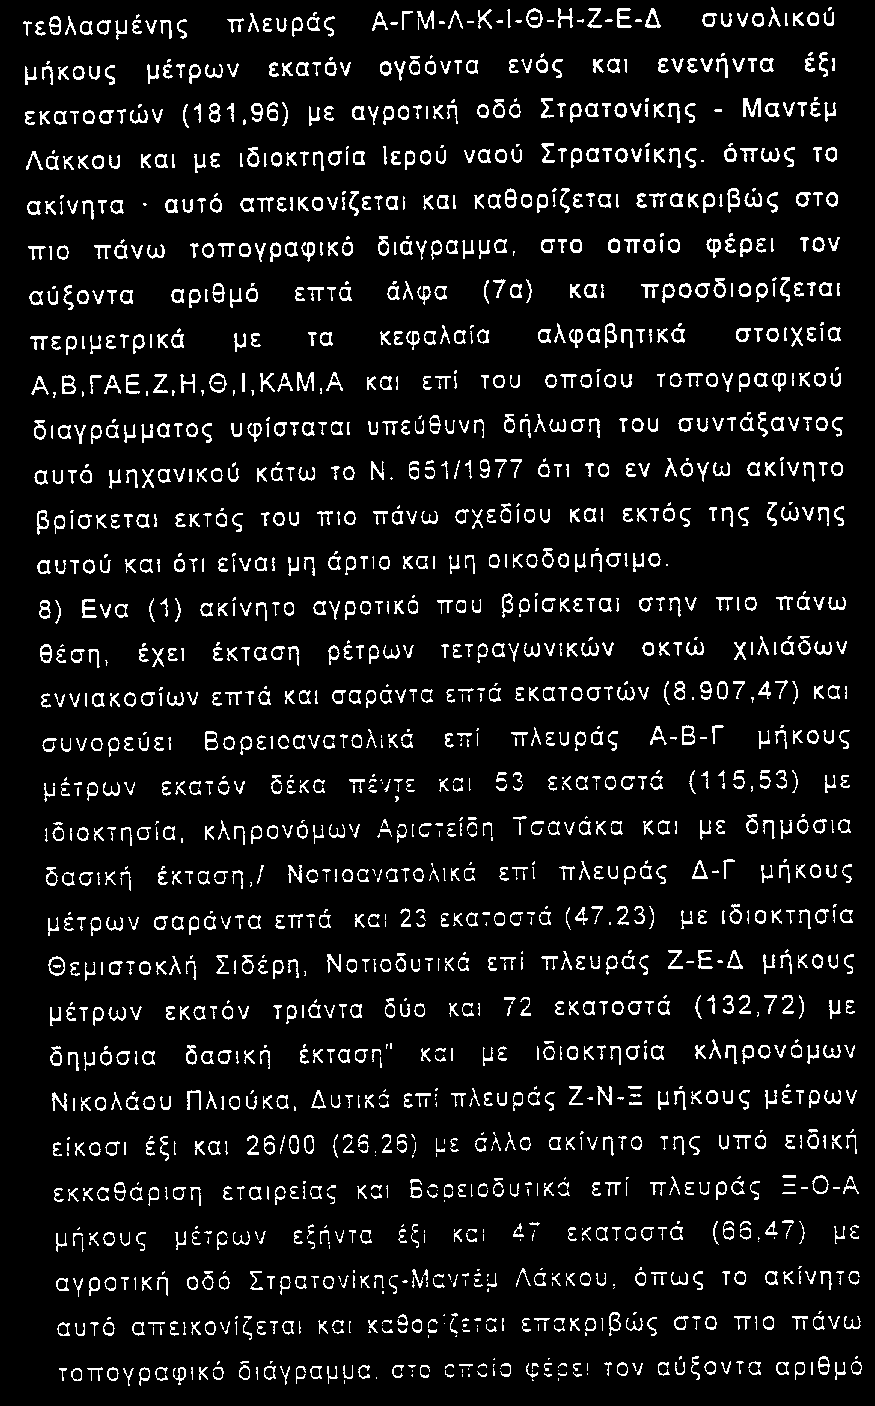 τεθλασμένης πλευράς Α-ΓΜ-Λ-Κ-Ι-Θ-Η-Ζ-Ε-Δ συνολικού
μήκους μέτρων εκατόν ογδόντα ενός και ενενήντα έξι
εκατοστών (181,96) με αγροτική οδό Στρατονίκης - Μαντέμ
Λάκκου και με ιδιοκτησία Ιερού ναού Στρατονίκης. όπως το
ακίνητα · αυτό απεικονίζεται και καθορίζεται επακριβώς στο
πιο πάνω τοπογραφικό διάγραμμα, στο οποίο φέρει τον
αύξοντα αριθμό επτά άλφα (7α) και προσδιορίζεται
περιμετρικά με τα κεφαλαία αλφαβητικά στοιχεία
Α,Β,ΓΑΕ,Ζ,Η,Θ,Ι,ΚΑΜ,Α και επί του οποίου τοπογραφικού
διαγράμματος υφίσταται υπεύθυνη δήλωση του συντάξαντος
αυτό μηχανικού κάτω το Ν. 651/1977 ότι το εν λόγω ακίνητο
βρίσκεται εκτός του πιο πάνω σχεδίου και εκτός της ζώνης
αυτού και ότι είναι μη άρτιο και μη οικοδομήσιμο.
8) Ενα (1) ακίνητο αγροτικό που βρίσκεται στην πιο πάνω
θέση, έχει έκταση ρέτρων τετραγωνικών οκτώ χιλιάδων
εννιακοσίων επτά και σαράντα επτά εκατοστών (8.907,47) και
συνορεύει Βορειοανατολικά επί πλευράς Α-Β-Γ μήκους
μέτρων εκατόν δέκα πέντε και 53 εκατοστά (115,53) με
ιδιοκτησία, κληρονόμων Αριστείδη Τσανάκα και με δημόσια
δασική έκταση,/ Νοτιοανατολικά επί πλευράς Δ-Γ μήκους
μέτρων σαράντα επτά και 23 εκατοστά (47.23) με ιδιοκτησία
Θεμιστοκλή Σιδέρη, Νοτιοδυτικά επί πλευράς Ζ-Ε-Δ μήκους
μέτρων εκατόν τριάντα δύο και 72 εκατοστά (132,72) με
δημόσια δασική έκταση" και με ιδιοκτησία κληρονόμων
Νικολάου Πλιούκα, Δυτικά επί πλευράς Ζ-Ν-Ξ μήκους μέτρων
είκοσι έξι και 26/00 (26,26) με άλλο ακίνητο της υπό ειδική
εκκαθάριση εταιρείας και Βορειοδυτικά επί πλευράς Ξ-Ο-Α
μήκους μέτρων εξήντα έξι και 47 εκατοστά (66,47) με
αγροτική οδό Στρατονίκης-Μαντέμ Λάκκου, όπως το ακίνητο
αυτό απεικονίζεται και καθορίζεται επακριβώς στο πιο πάνω
τοπογραφικό διάγραμμα. στο οποίο φέρει τον αύξοντα αριθμό